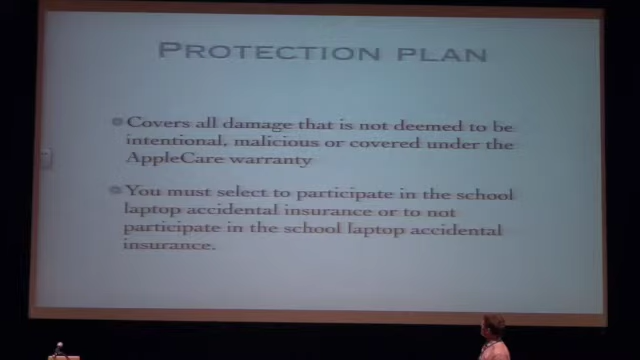 PROTECTION PLAN
Covers all damage that is not deemed to be
intentional, malicious or covered under the
AppleCare warranty
You must select to participate in the school
laptop accidental insurance or to not
participate in the school laptop accidental
insurance.